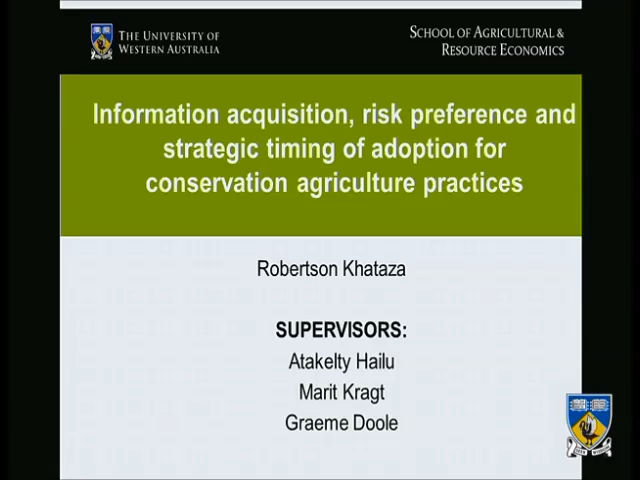 THE UNIVERSITY OF
WESTERN AUSTRALIA
SCHOOL OF AGRICULTURAL &
RESOURCE ECONOMICS
Information acquisition, risk preference and
strategic timing of adoption for
conservation agriculture practices
Robertson Khataza
SUPERVISORS:
Atakelty Hailu
Marit Kragt
Graeme Doole